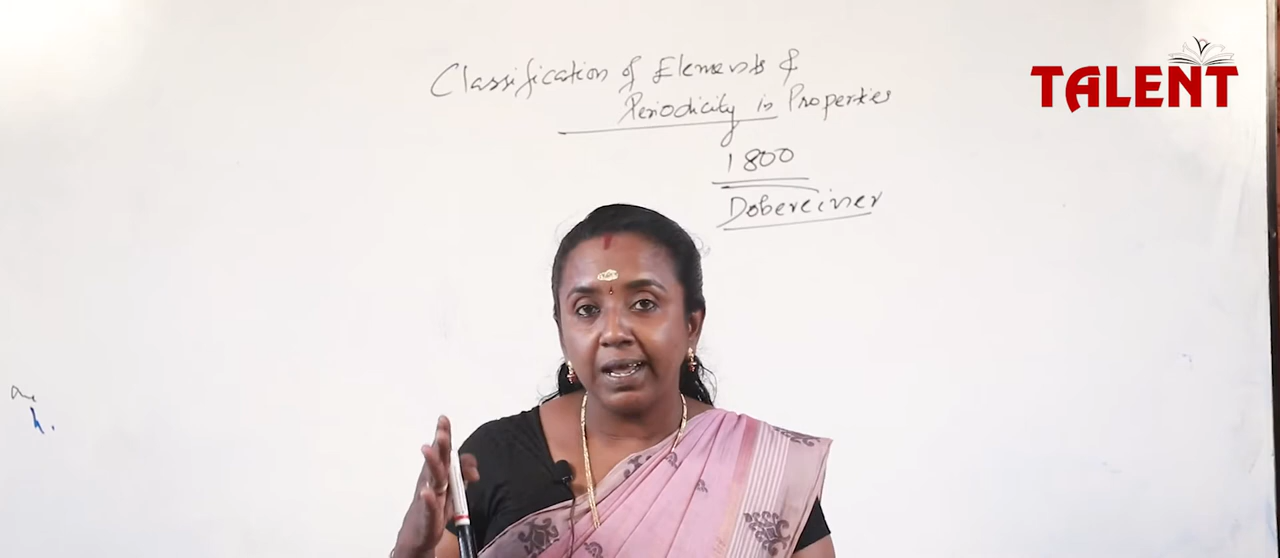 Classification of Elements &
Periodicity in Properties
1800
Dobereiner
TALENT
h.